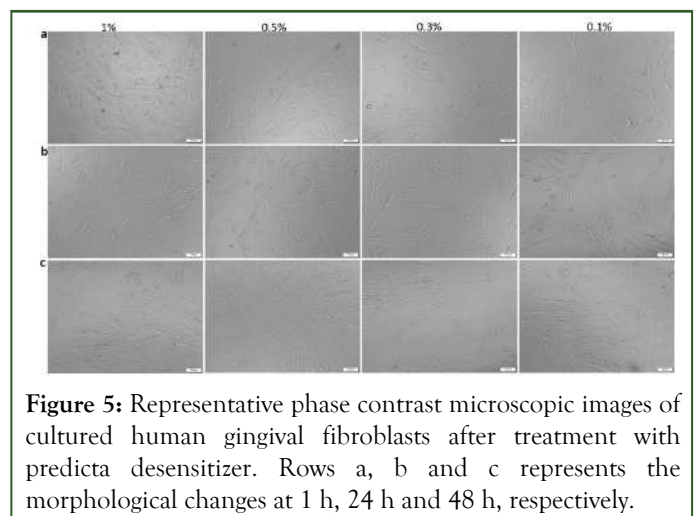 1% 0.5% 0.3% 0.1%
a
b
c
Figure 5: Representative phase contrast microscopic images of
cultured human gingival fibroblasts after treatment with
predicta desensitizer. Rows a, b and c represents the
morphological changes at 1 h, 24 h and 48 h, respectively.